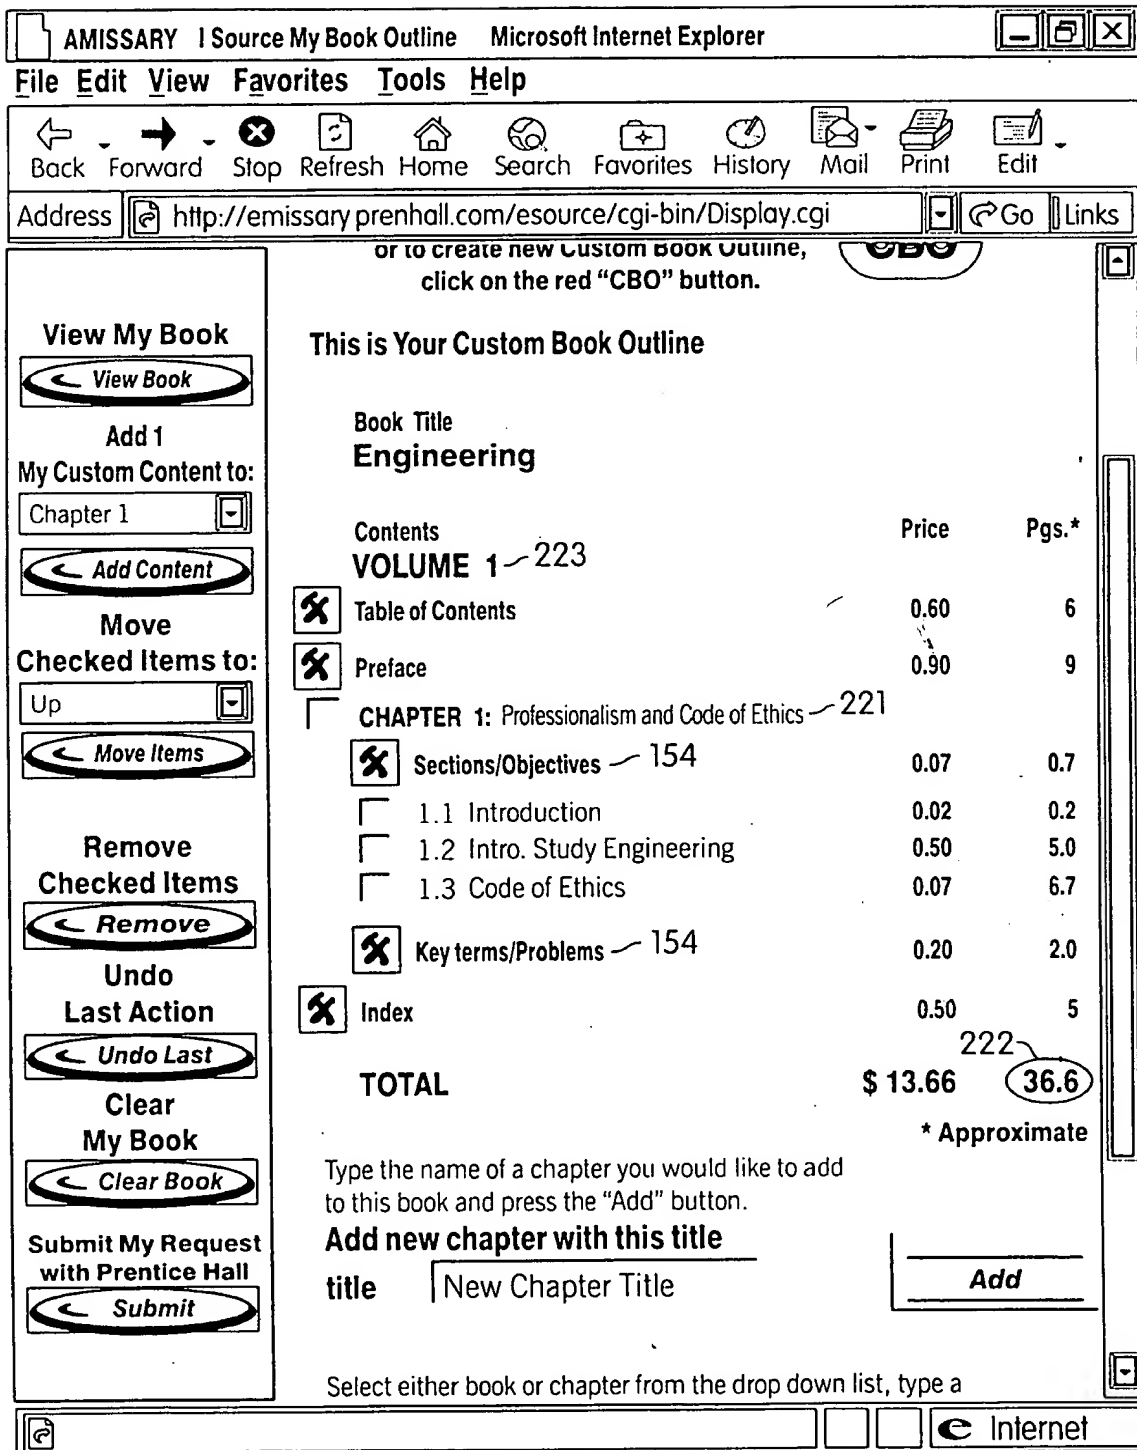 AMISSARY I Source My Book Outline Microsoft Internet Explorer
File Edit View Favorites Tools Help
Back Forward Stop Refresh Home Search Favorites History Mail Print Edit
Address http://emissary prenhall.com/esource/cgi-bin/Display.cgi Go Links
or to create new Custom Book Outline, CBO
click on the red “CBO” button.
View My Book
View Book
Add 1
My Custom Content to:
Chapter 1
Add Content
Move
Checked Items to:
Up
Move Items
Remove
Checked Items
Remove
Undo
Last Action
Undo Last
Clear
My Book
Clear Book
Submit My Request
with Prentice Hall
Submit
This is Your Custom Book Outline
Book Title
Engineering
Contents Price Pgs.*
VOLUME 1 223
Table of Contents 0.60 6
Preface 0.90 9
CHAPTER 1: Professionalism and Code of Ethics 221
Sections/Objectives 154 0.07 0.7
1.1 Introduction 0.02 0.2
1.2 Intro. Study Engineering 0.50 5.0
1.3 Code of Ethics 0.07 6.7
Key terms/Problems 154 0.20 2.0
Index 0.50 5
222
TOTAL $ 13.66 36.6
* Approximate
Type the name of a chapter you would like to add
to this book and press the “Add” button.
Add new chapter with this title
title New Chapter Title Add
Select either book or chapter from the drop down list, type a
Internet